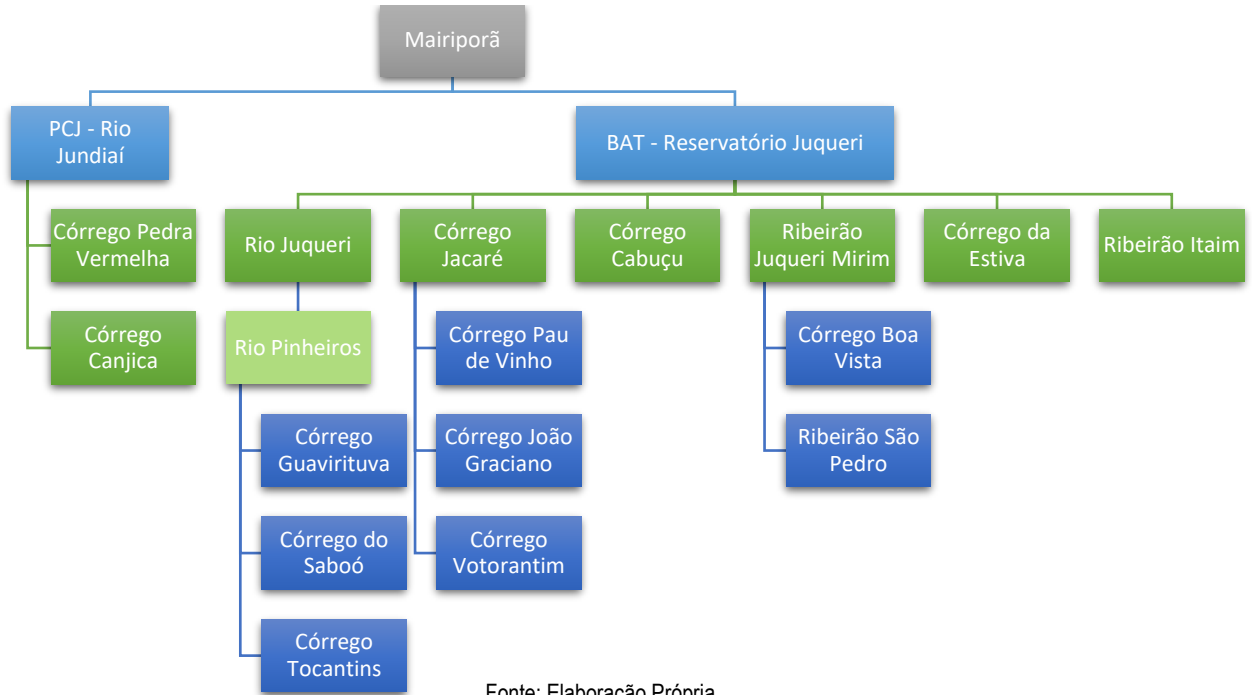 Mairiporã
PCJ - Rio
Jundiaí
BAT - Reservatório Juqueri
Córrego Pedra
Vermelha
Rio Juqueri
Córrego
Jacaré
Córrego
Cabuçu
Ribeirão
Juqueri Mirim
Córrego da
Estiva
Ribeirão Itaim
Córrego
Canjica
Rio Pinheiros
Córrego Pau
de Vinho
Córrego Boa
Vista
Córrego
Guavirituva
Córrego João
Graciano
Ribeirão São
Pedro
Córrego do
Saboó
Córrego
Votorantim
Córrego
Tocantins
Fonte: Elaboração Própria